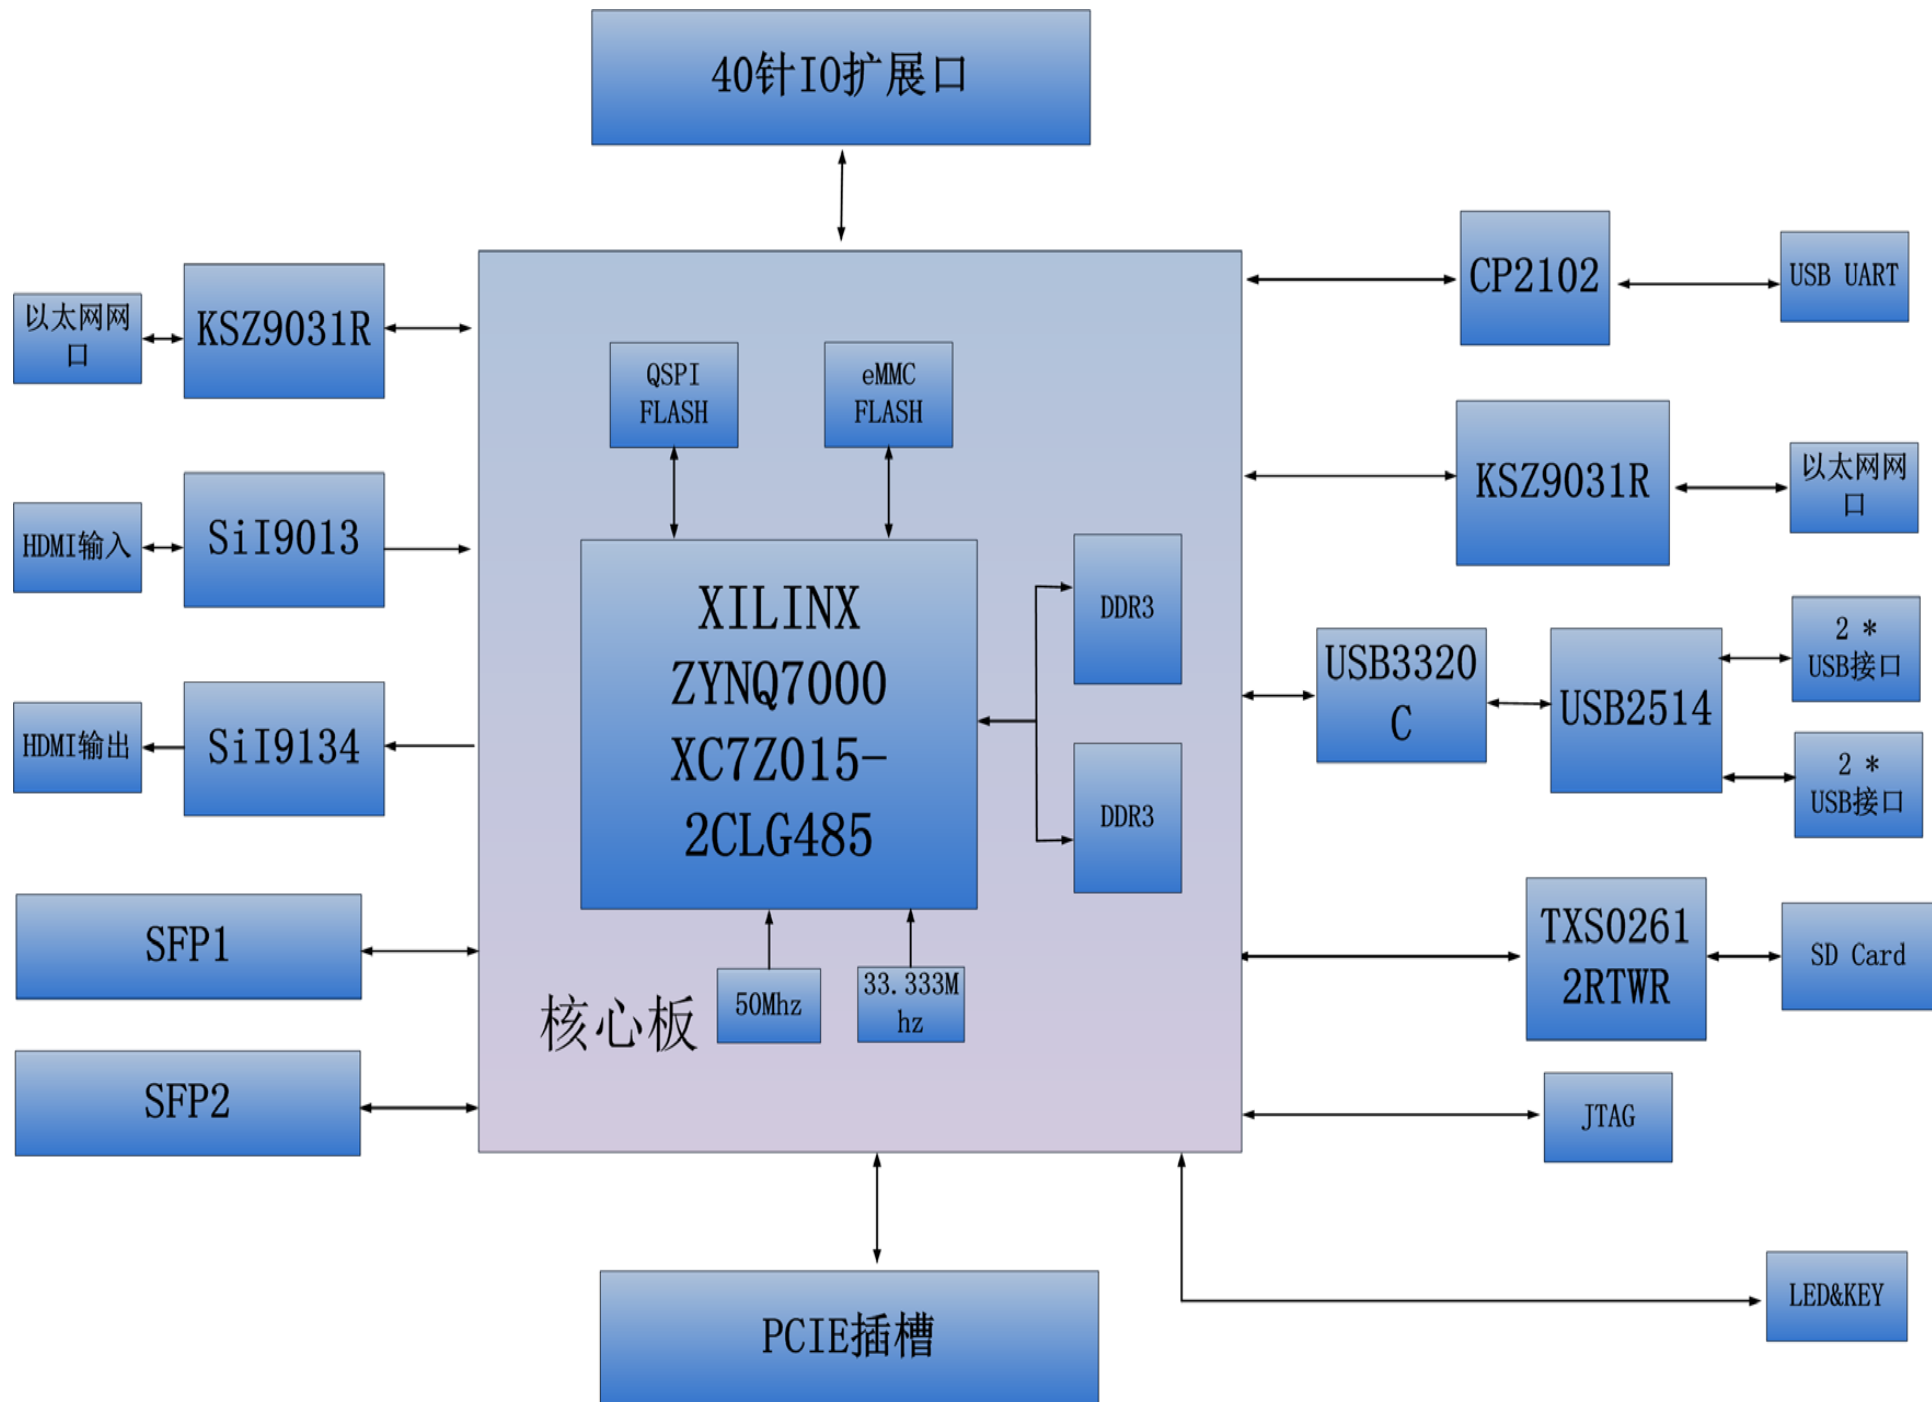 40针IO扩展口
以太网网
口
KSZ9031R
HDMI输入
SiI9013
HDMI输出
SiI9134
SFP1
SFP2
QSPI
FLASH
eMMC
FLASH
XILINX
ZYNQ7000
XC7Z015-
2CLG485
DDR3
DDR3
50Mhz
33.333M
hz
核心板
CP2102
USB UART
KSZ9031R
以太网网
口
USB3320
C
USB2514
2 *
USB接口
2 *
USB接口
TXS0261
2RTWR
SD Card
JTAG
LED&KEY
PCIE插槽